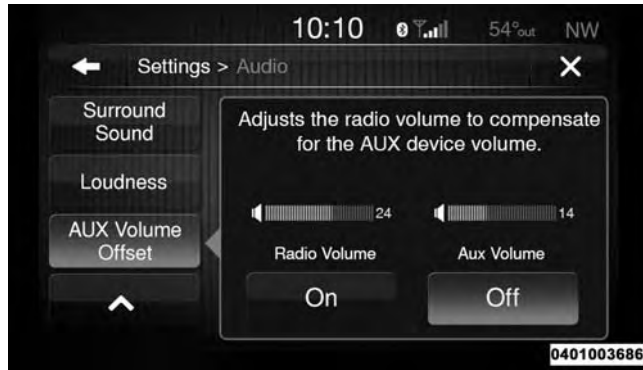 10:10 54°out NW
Settings > Audio
Surround
Sound
Loudness
AUX Volume
Offset
Adjusts the radio volume to compensate
for the AUX device volume.
24 14
Radio Volume Aux Volume
On Off
0401003686